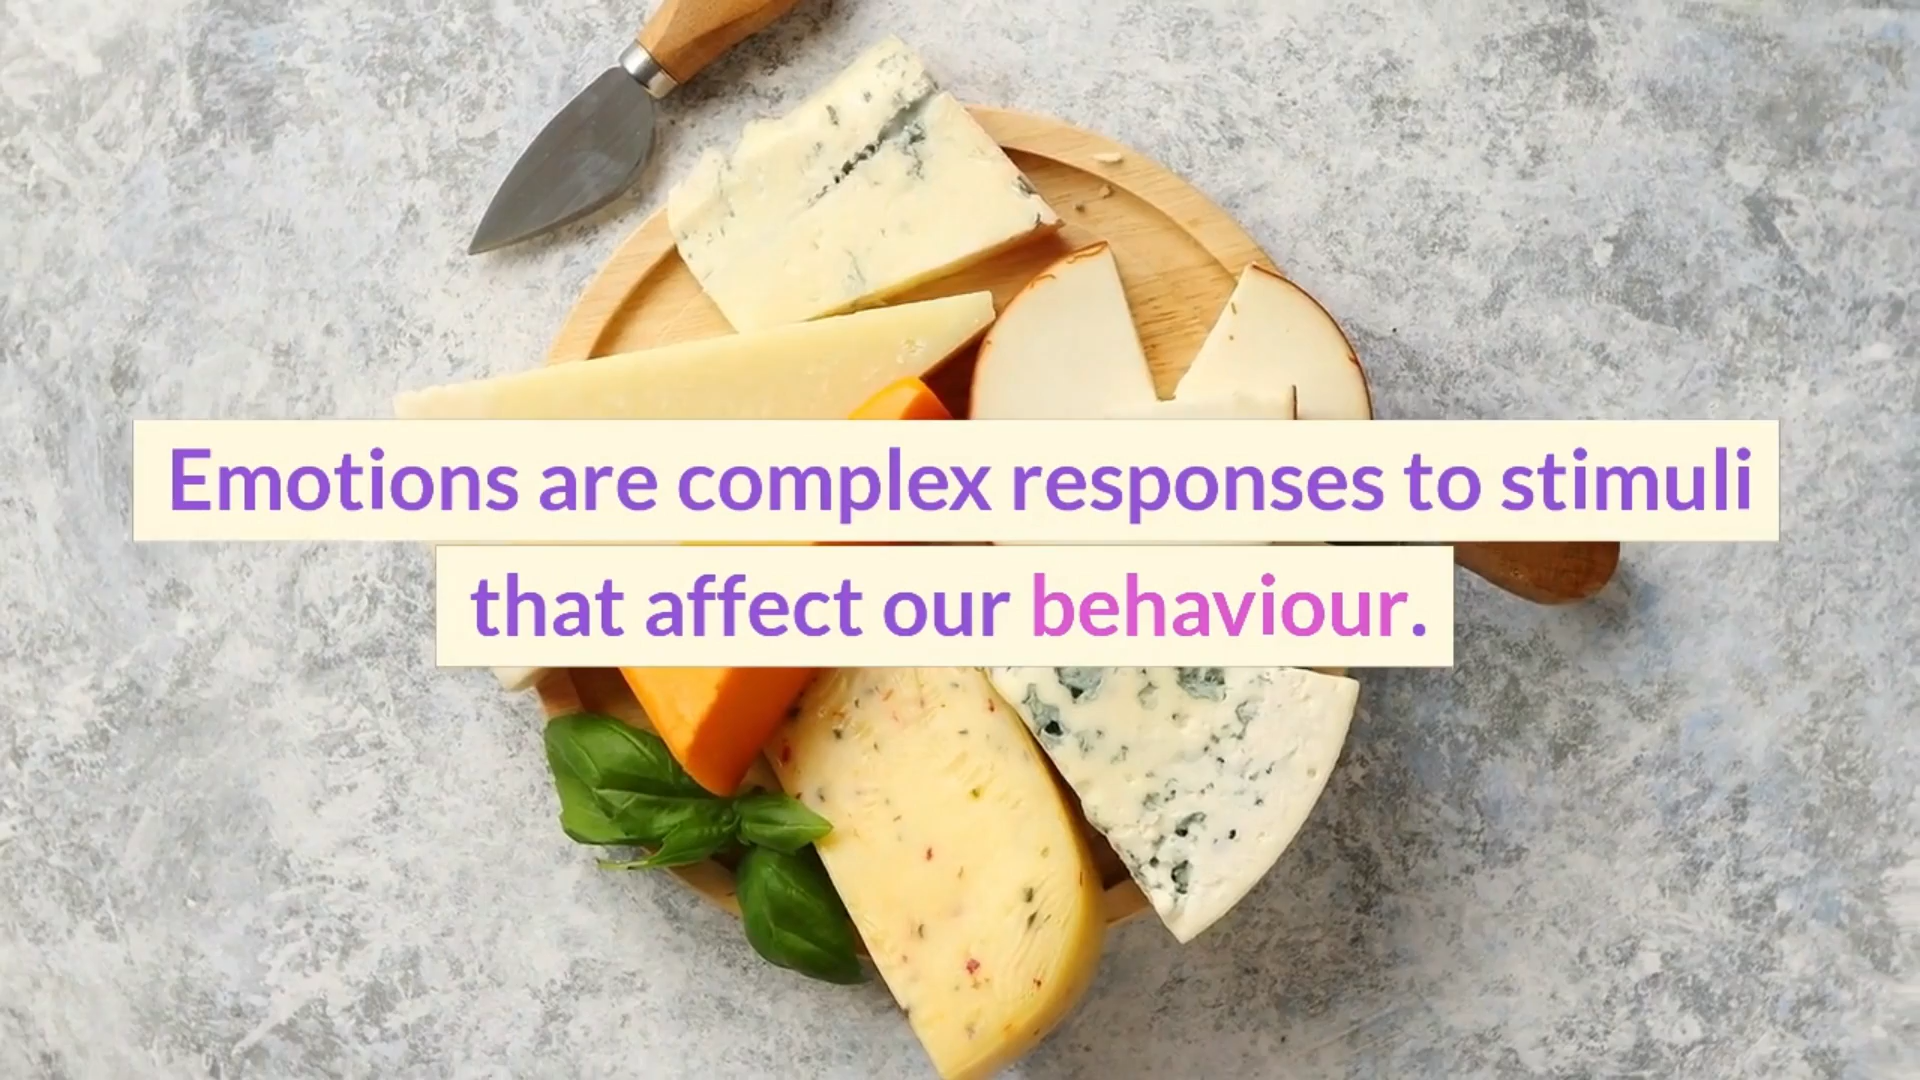 Emotions are complex responses to stimuli
that affect our behaviour.